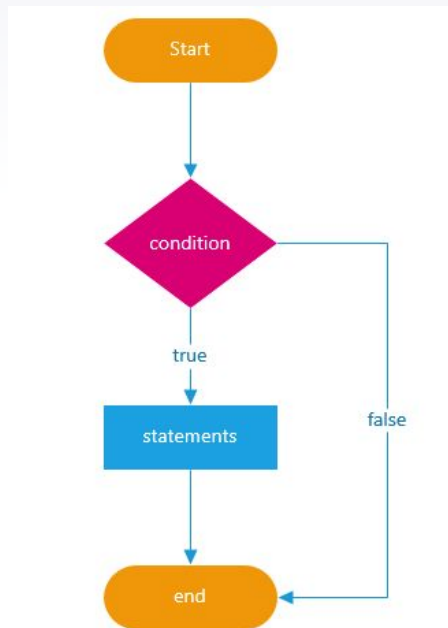 Start
condition
true
statements
false
end